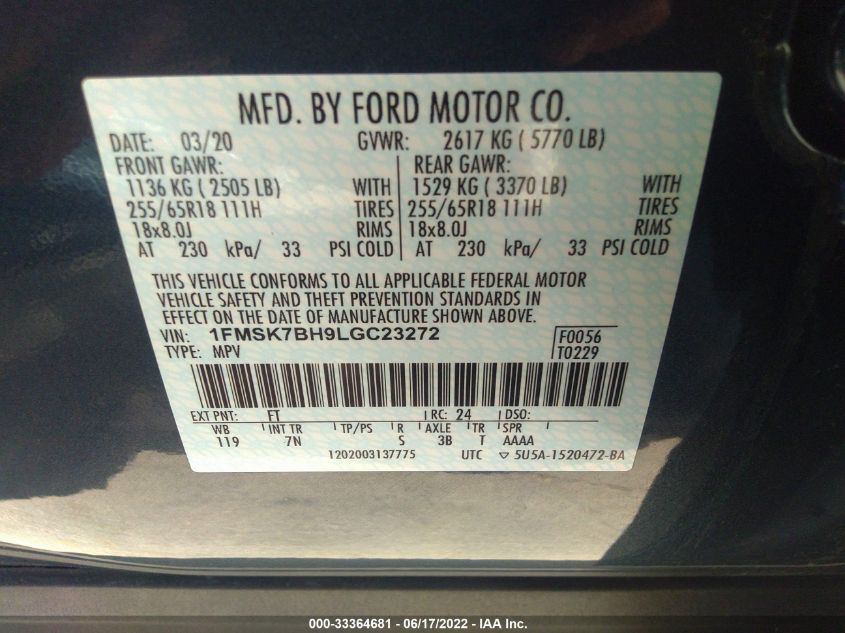 MFD. BY FORD MOTOR CO.
DATE: 03/20 GVWR: 2617 KG ( 5770 LB)
FRONT GAWR: REAR GAWR:
1136 KG ( 2505 LB) WITH 1529 KG ( 3370 LB) WITH
255/65R18 111H TIRES 255/65R18 111H TIRES
18x8.0J RIMS 18x8.0J RIMS
AT 230 kPa/ 33 PSI COLD AT 230 kPa/ 33 PSI COLD
THIS VEHICLE CONFORMS TO ALL APPLICABLE FEDERAL MOTOR
VEHICLE SAFETY AND THEFT PREVENTION STANDARDS IN
EFFECT ON THE DATE OF MANUFACTURE SHOWN ABOVE.
VIN: 1FMSK7BH9LGC23272 F0056
TYPE: MPV T0229
EXT PNT: FT RC: 24 DSO:
WB INT TR TP/PS R AXLE TR SPR
119 7N S 3B T AAAA
1202003137775 UTC ▽ 5U5A-1520472-BA
000-33364681 - 06/17/2022 - IAA Inc.